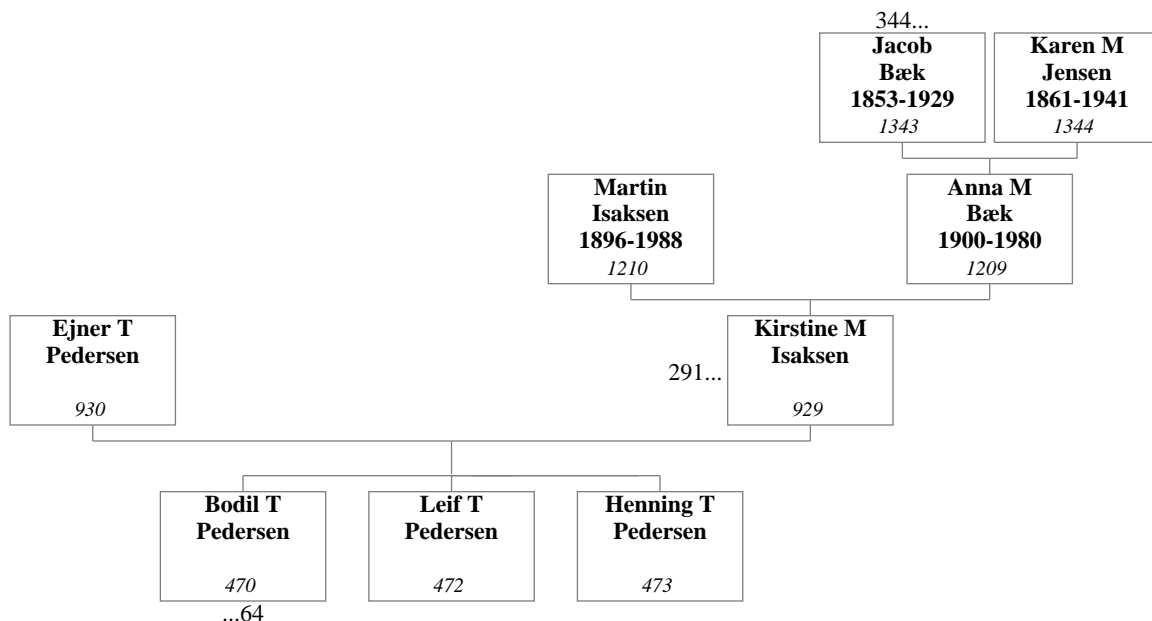 344...
Jacob
Bæk
1853-1929
1343
Karen M
Jensen
1861-1941
1344
Martin
Isaksen
1896-1988
1210
Anna M
Bæk
1900-1980
1209
Ejner T
Pedersen
930
291...
Kirstine M
Isaksen
929
Bodil T
Pedersen
470
...64
Leif T
Pedersen
472
Henning T
Pedersen
473